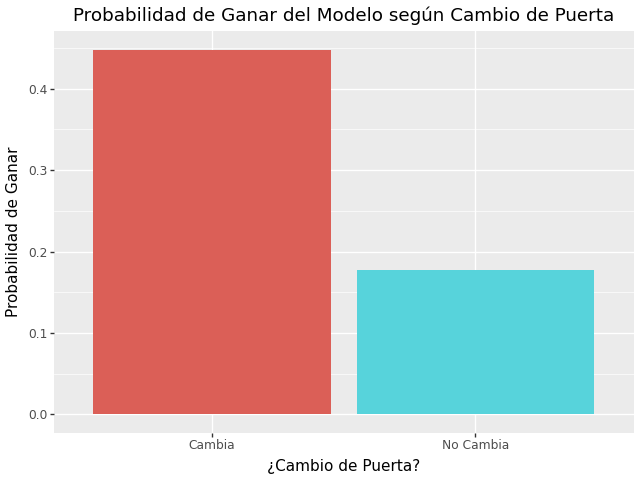 Probabilidad de Ganar del Modelo según Cambio de Puerta
Probabilidad de Ganar
0.4
0.3
0.2
0.1
0.0
Cambia
No Cambia
¿Cambio de Puerta?